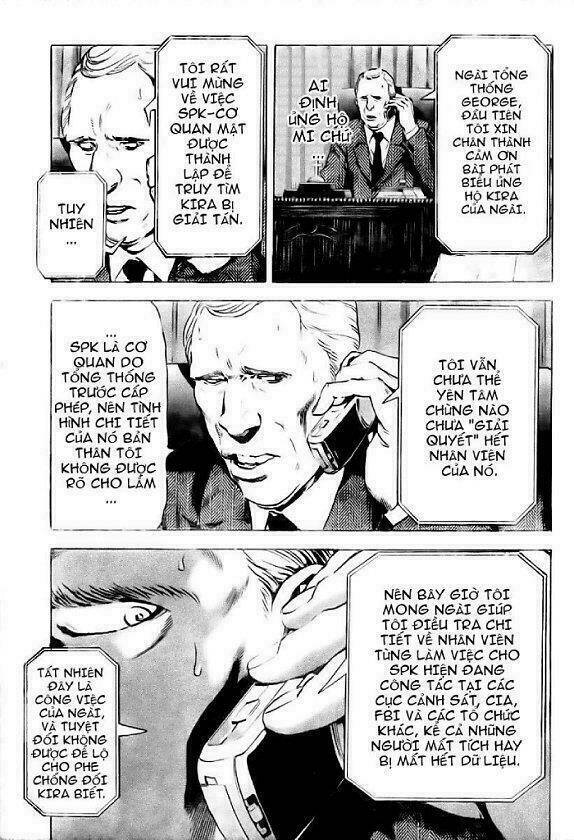 NGÀI TỔNG
THỐNG
GEORGE,
ĐẦU TIÊN
TÔI XIN
CHÂN THÀNH
CẢM ƠN
BÀI PHÁT
BIỂU ỦNG
HỘ KIRA
CỦA NGÀI.
AI
ĐỊNH
ỦNG HỘ
MI CHỨ
...
TÔI RẤT
VUI MỪNG
VỀ VIỆC
SPK-CƠ
QUAN MẬT
ĐƯỢC
THÀNH
LẬP ĐỂ
TRUY TÌM
KIRA BỊ
GIẢI TÁN.
TUY
NHIÊN
...
TÔI VẪN
CHƯA THỂ
YÊN TÂM
CHỪNG NÀO
CHƯA "GIẢI
QUYẾT" HẾT
NHÂN VIÊN
CỦA NÓ.
...
SPK LÀ CƠ
QUAN DO
TỔNG THỐNG
TRƯỚC CẤP
PHÉP, NÊN TÌNH
HÌNH CHI TIẾT
CỦA NÓ BẢN
THÂN TÔI
KHÔNG ĐƯỢC
RÕ CHO LẮM
...
NÊN BÂY GIỜ TÔI
MONG NGÀI GIÚP
TÔI ĐIỀU TRA CHI
TIẾT VỀ NHÂN VIÊN
TỪNG LÀM VIỆC CHO
SPK HIỆN ĐANG
CÔNG TÁC TẠI CÁC
CỤC CẢNH SÁT, CIA,
FBI VÀ CÁC TỔ CHỨC
KHÁC, KỂ CẢ NHỮNG
NGƯỜI MẤT TÍCH HAY
BỊ MẤT HẾT DỮ LIỆU.
TẤT NHIÊN
ĐÂY LÀ
CÔNG VIỆC
CỦA NGÀI,
VÀ TUYỆT
ĐỐI KHÔNG
ĐƯỢC ĐỂ LỘ
CHO PHE
CHỐNG ĐỐI
KIRA BIẾT.